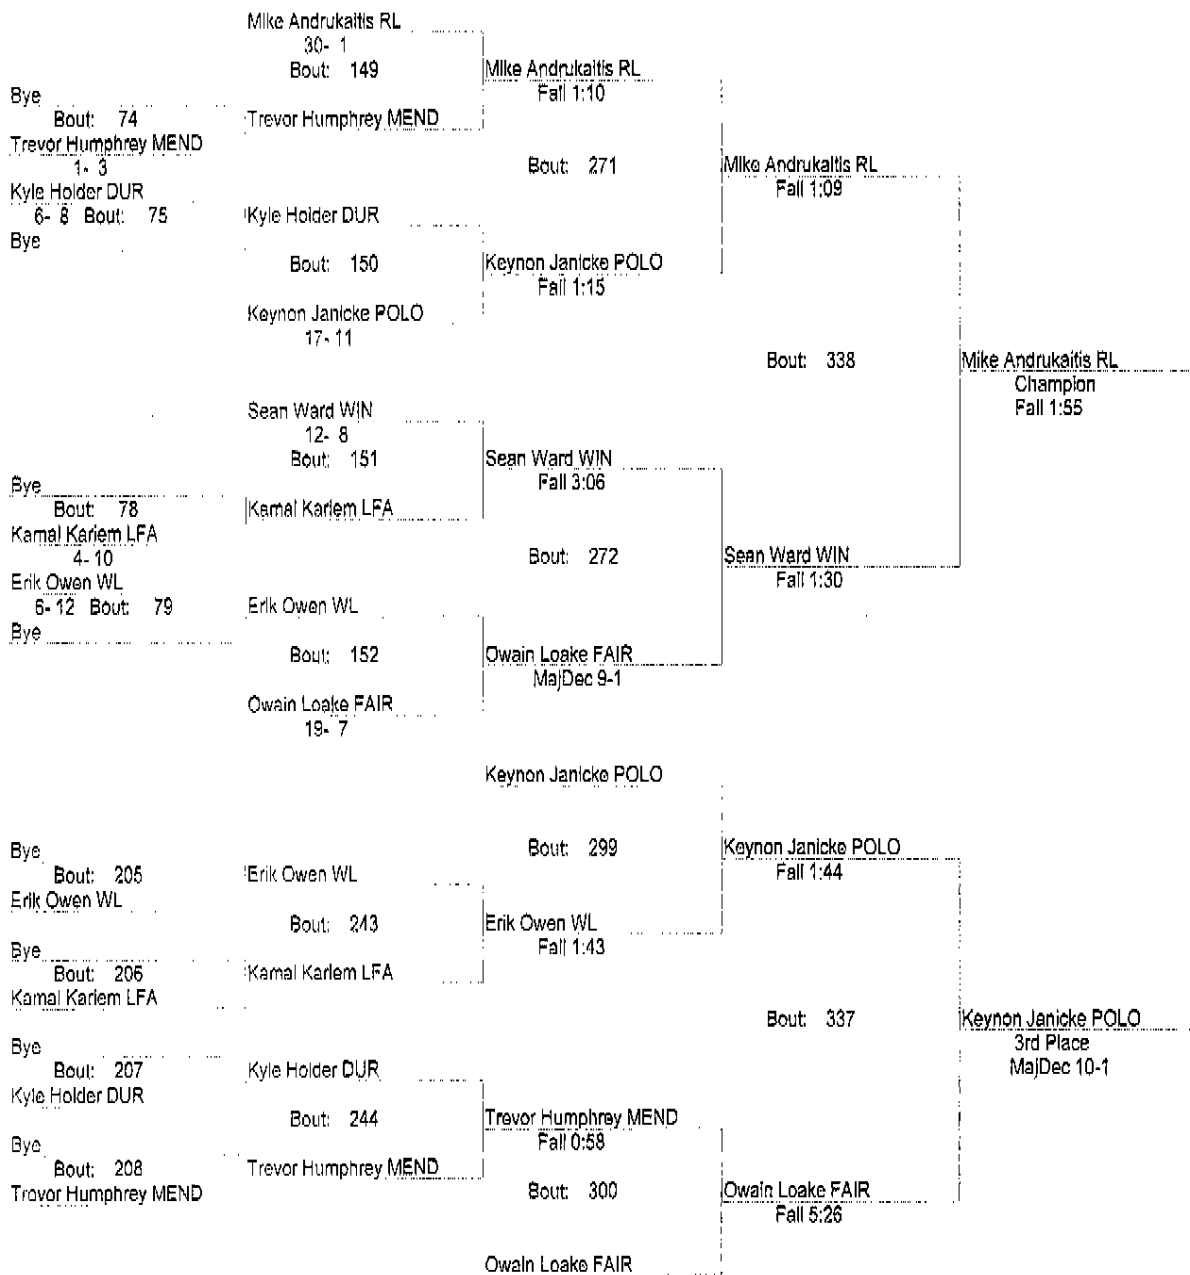 Mike Andrukaitis RL
30- 1
Bout: 149
Mike Andrukaitis RL
Fall 1:10
Bye
Bout: 74
Trevor Humphrey MEND
Trevor Humphrey MEND
1- 3
Bout: 271
Mike Andrukaitis RL
Fall 1:09
Kyle Holder DUR
6- 8 Bout: 75
Kyle Holder DUR
Bye
Bout: 150
Keynon Janicke POLO
Fall 1:15
Keynon Janicke POLO
17- 11
Bout: 338
Mike Andrukaitis RL
Champion
Fall 1:55
Sean Ward WIN
12- 8
Bout: 151
Sean Ward WIN
Fall 3:06
Bye
Bout: 78
Kamal Kariem LFA
Kamal Kariem LFA
4- 10
Bout: 272
Sean Ward WIN
Fall 1:30
Erik Owen WL
6- 12 Bout: 79
Erik Owen WL
Bye
Bout: 152
Owain Loake FAIR
MajDec 9-1
Owain Loake FAIR
19- 7
Keynon Janicke POLO
Bout: 299
Keynon Janicke POLO
Fall 1:44
Bye
Bout: 205
Erik Owen WL
Erik Owen WL
Bout: 243
Erik Owen WL
Fall 1:43
Bye
Bout: 206
Kamal Kariem LFA
Kamal Kariem LFA
Bout: 337
Keynon Janicke POLO
3rd Place
MajDec 10-1
Bye
Bout: 207
Kyle Holder DUR
Kyle Holder DUR
Bout: 244
Trevor Humphrey MEND
Fall 0:58
Bye
Bout: 208
Trevor Humphrey MEND
Trevor Humphrey MEND
Bout: 300
Owain Loake FAIR
Fall 5:26
Owain Loake FAIR